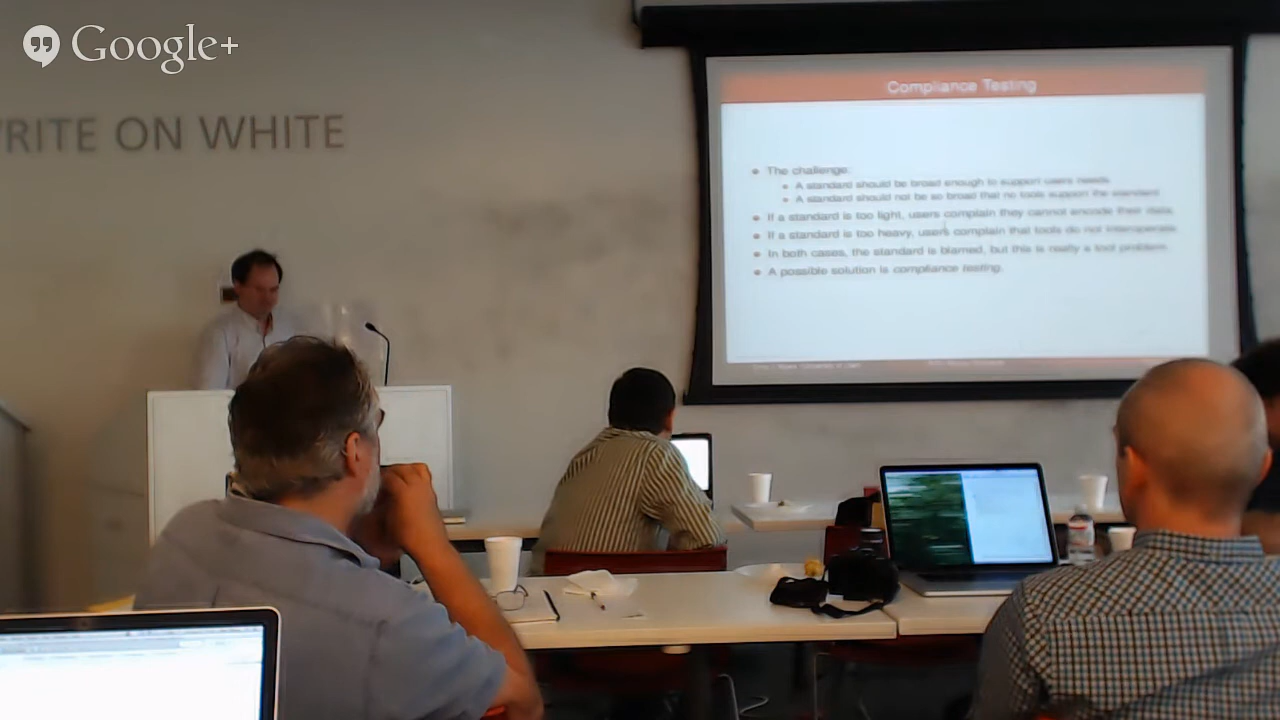 Google+
RITE ON WHITE
Compliance Testing
The challenge:
A standard should be broad enough to support users needs.
A standard should not be so broad that no tools support the standard.
If a standard is too light, users complain they cannot encode their data.
If a standard is too heavy, users complain that tools do not interoperate.
In both cases, the standard is blamed, but this is really a tool problem.
A possible solution is compliance testing.